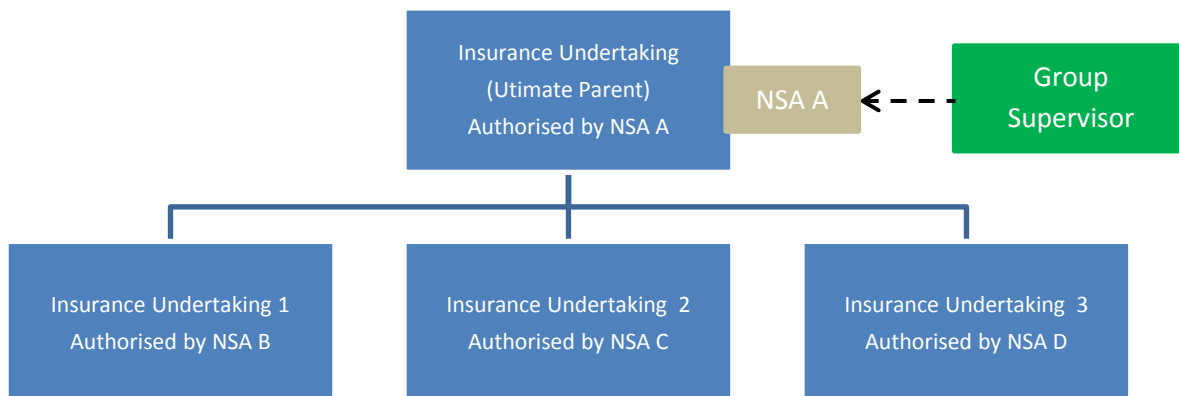 Insurance Undertaking
(Utimate Parent)
Authorised by NSA A
NSA A
Group
Supervisor
Insurance Undertaking 1
Authorised by NSA B
Insurance Undertaking  2
Authorised by NSA C
Insurance Undertaking  3
Authorised by NSA D